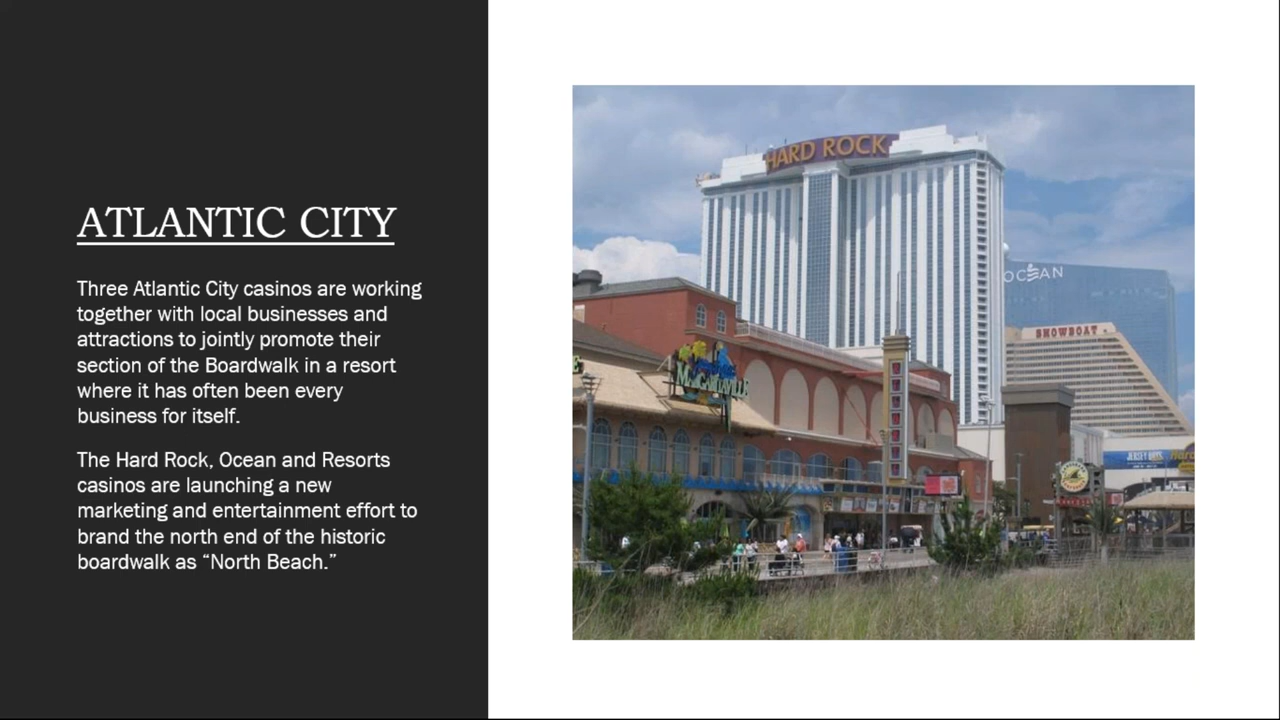 ATLANTIC CITY
Three Atlantic City casinos are working
together with local businesses and
attractions to jointly promote their
section of the Boardwalk in a resort
where it has often been every
business for itself.
The Hard Rock, Ocean and Resorts
casinos are launching a new
marketing and entertainment effort to
brand the north end of the historic
boardwalk as “North Beach.”
HARD ROCK
OCEAN
SHOWBOAT
MARGARITAVILLE
JERSEY BOYS
Hard